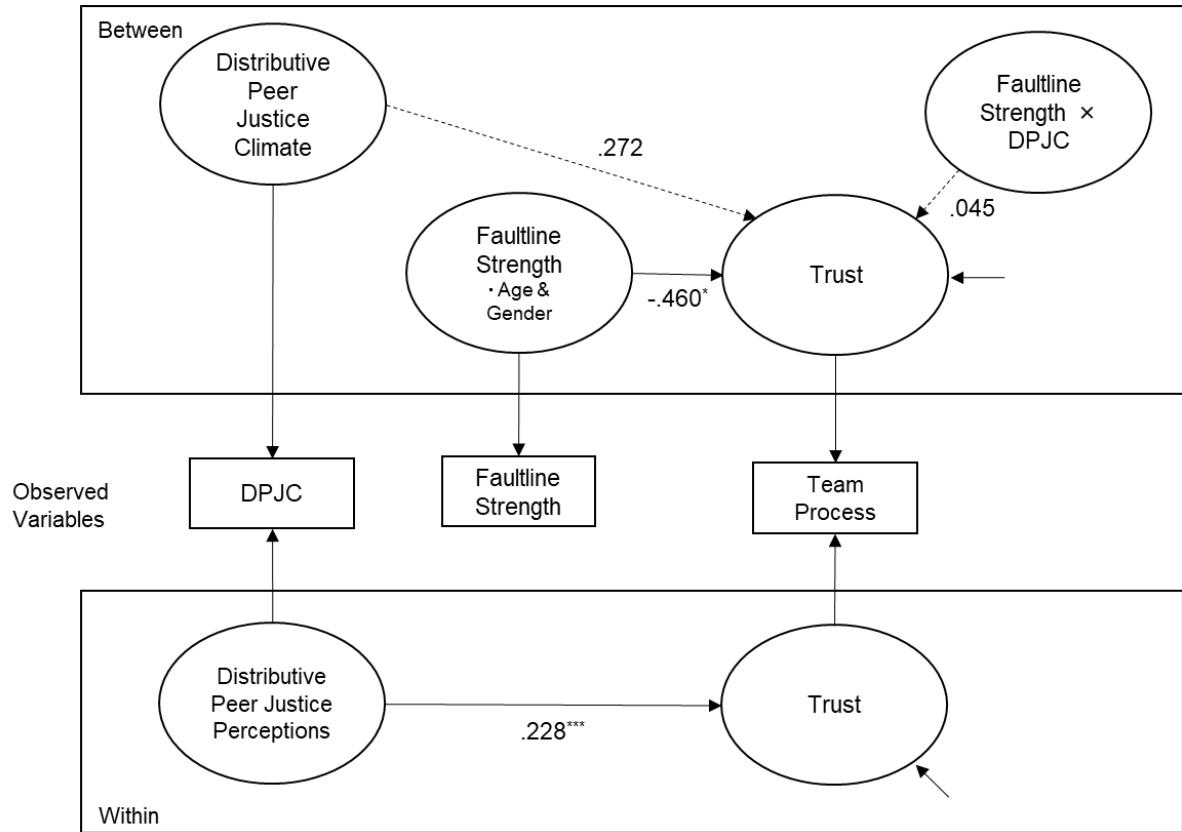 Between
Distributive
Peer
Justice
Climate
Faultline
Strength ×
DPJC
.272
.045
Faultline
Strength
・Age &
Gender
-.460*
Trust
Observed
Variables
DPJC
Faultline
Strength
Team
Process
Distributive
Peer Justice
Perceptions
.228***
Trust
Within